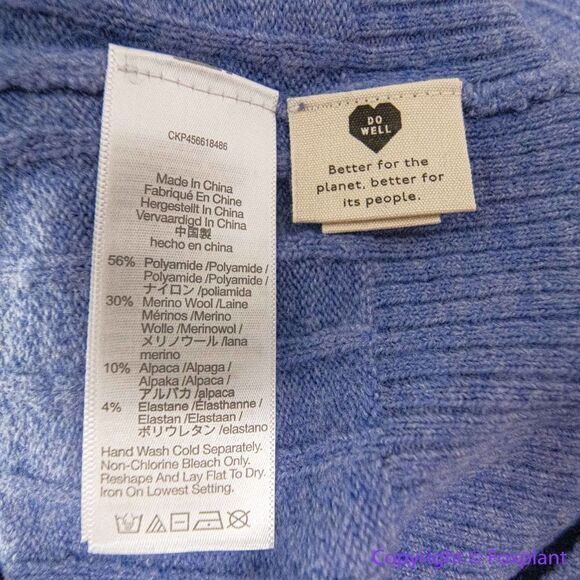 CKP456618486
Made In China
Fabriqué En Chine
Hergestellt In China
Vervaardigd In China
中国製
hecho en china
56% Polyamide /Polyamide /
Polyamide /Polyamide /
ナイロン /poliamida
30% Merino Wool /Laine
Mérinos /Merino
Wolle /Merinowol /
メリノウール /lana
merino
10% Alpaca /Alpaga /
Alpaka /Alpaca /
アルパカ /alpaca
4% Elastane /Élasthanne /
Elastan /Elastaan /
ポリウレタン /elastano
Hand Wash Cold Separately.
Non-Chlorine Bleach Only.
Reshape And Lay Flat To Dry.
Iron On Lowest Setting.
DO
WELL
Better for the
planet, better for
its people.
Copyright © Foxplant